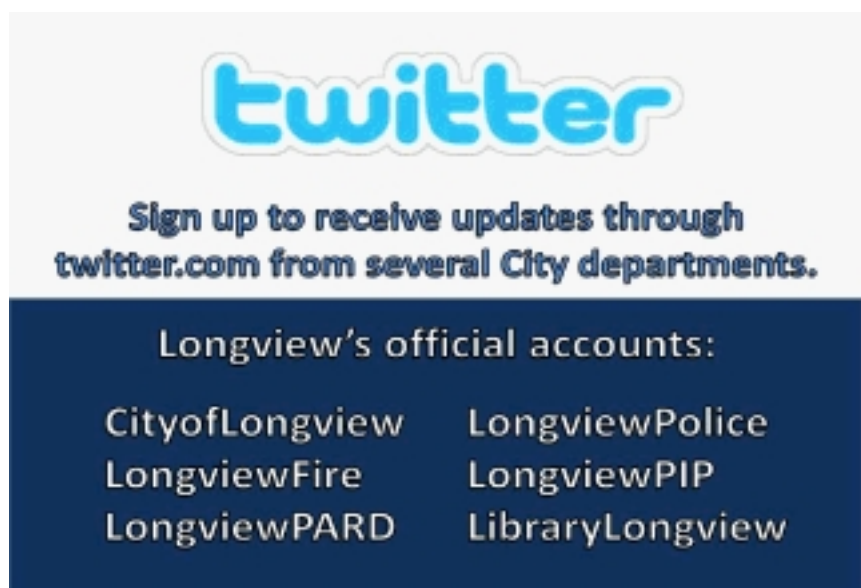 twitter
Sign up to receive updates through
twitter.com from several City departments.
Longview's official accounts:
CityofLongview LongviewPolice
LongviewFire LongviewPIP
LongviewPARD LibraryLongview